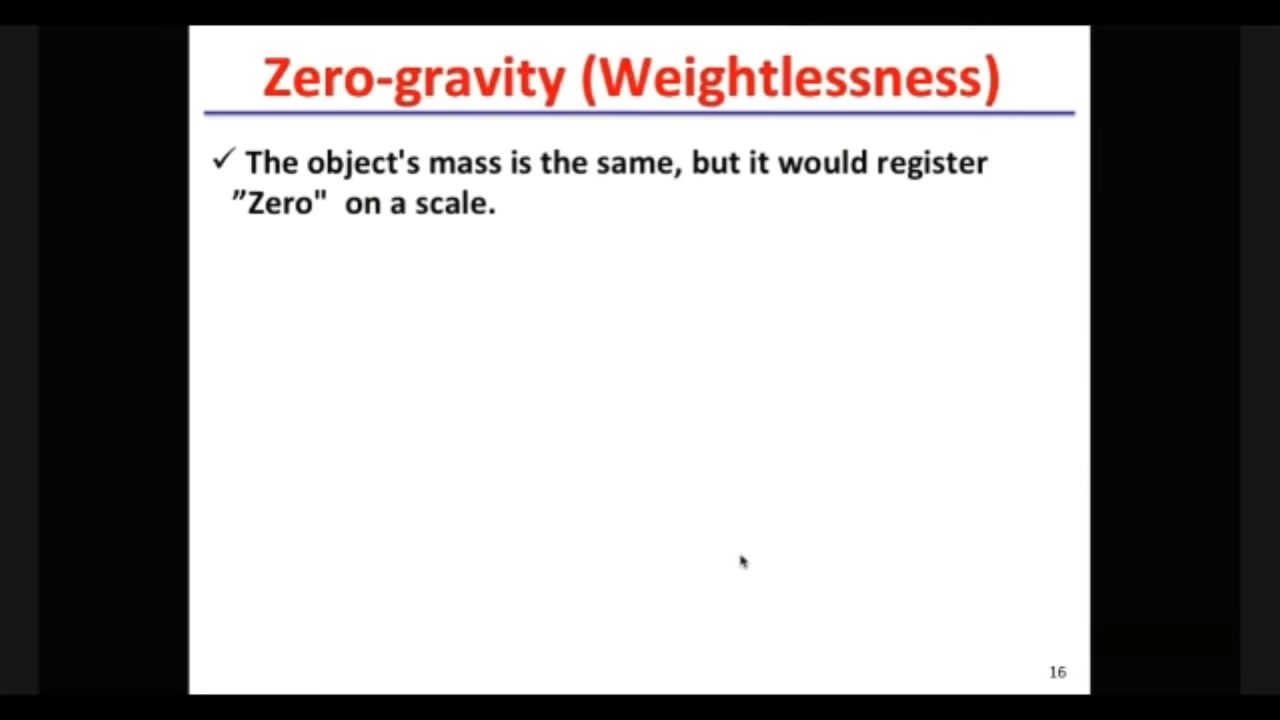 Zero-gravity (Weightlessness)
✓ The object's mass is the same, but it would register
”Zero" on a scale.
16